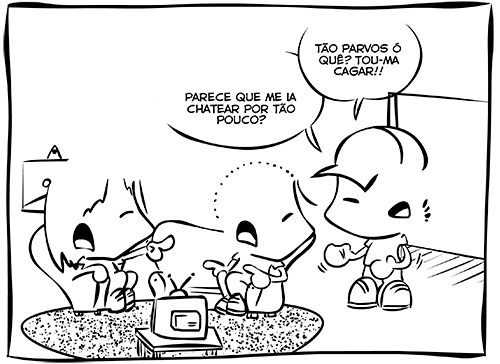 TÃO PARVOS Ó
QUÊ? TOU-MA
CAGAR!!
PARECE QUE ME IA
CHATEAR POR TÃO
POUCO?